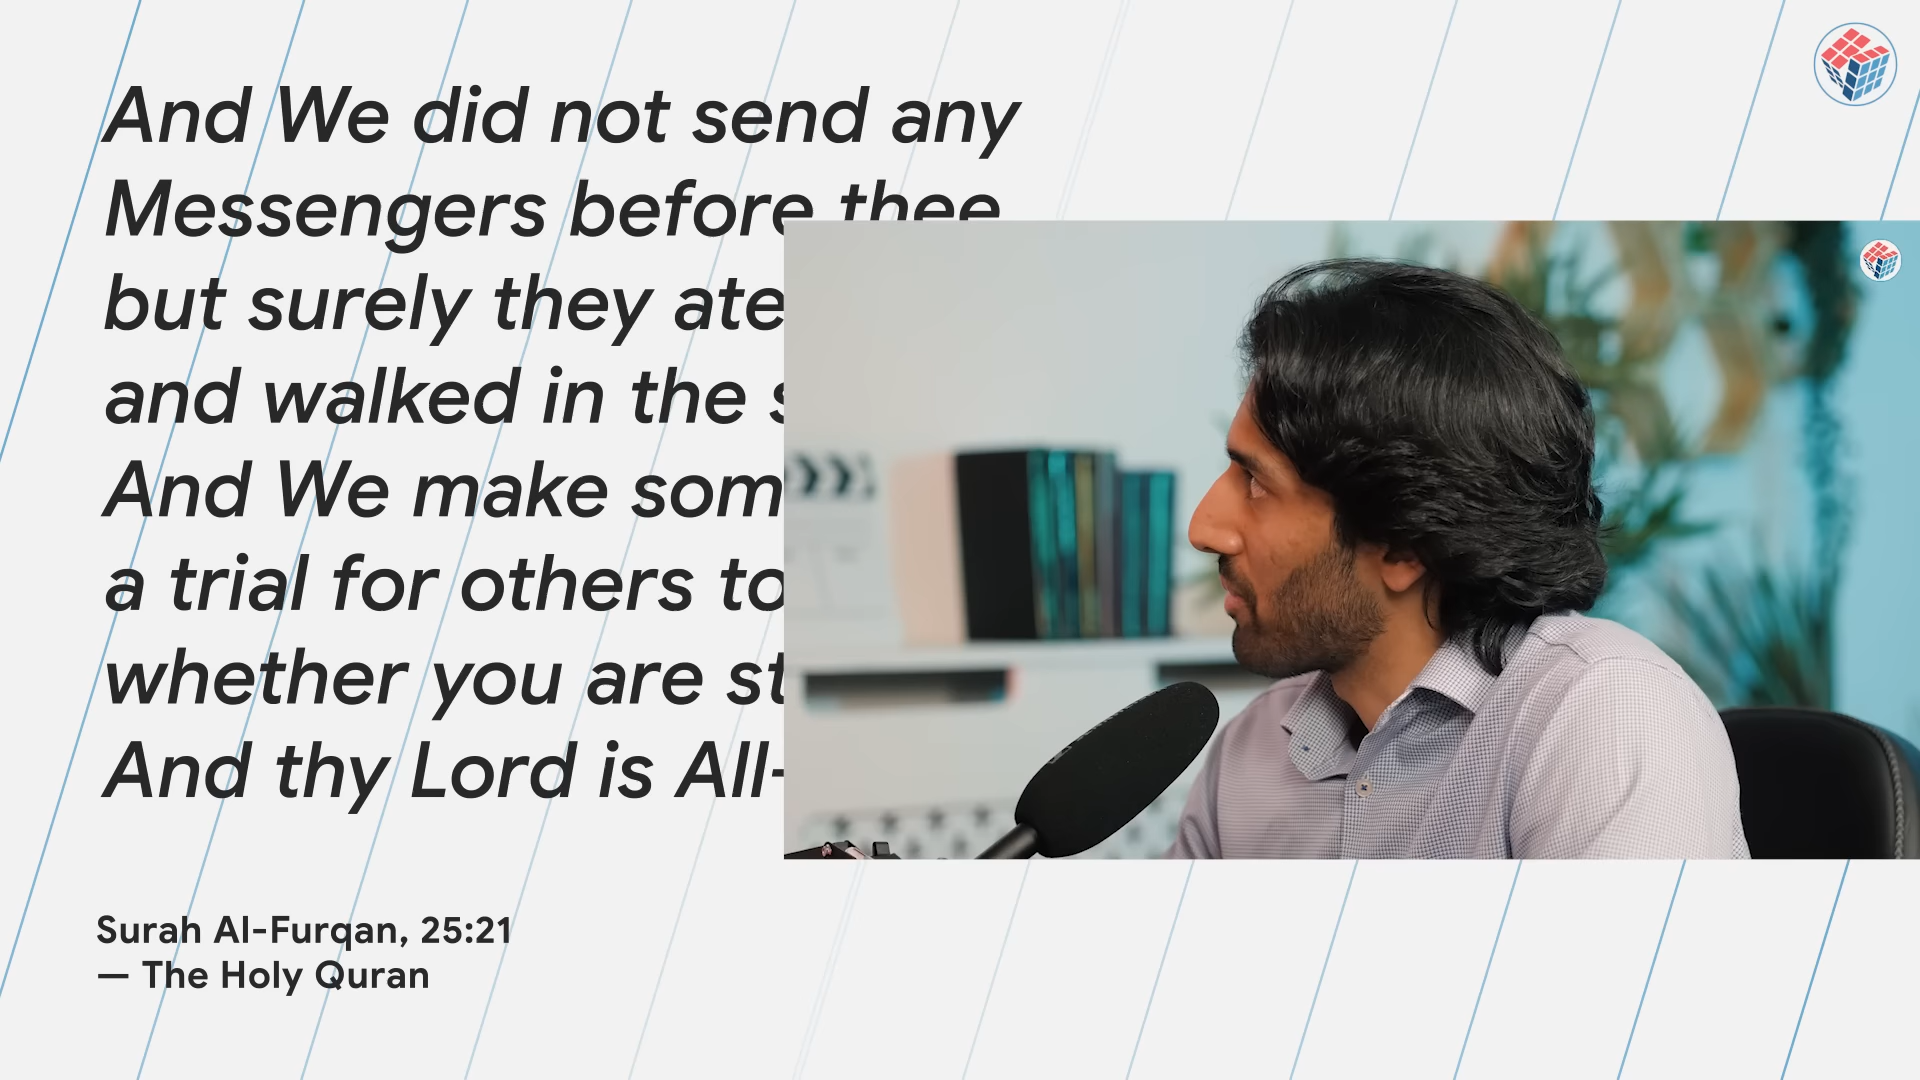 And We did not send any
Messengers before thee
but surely they ate
and walked in the
And We make
a trial for others to
whether you are
And thy Lord is All-
Surah Al-Furqan, 25:21
— The Holy Quran